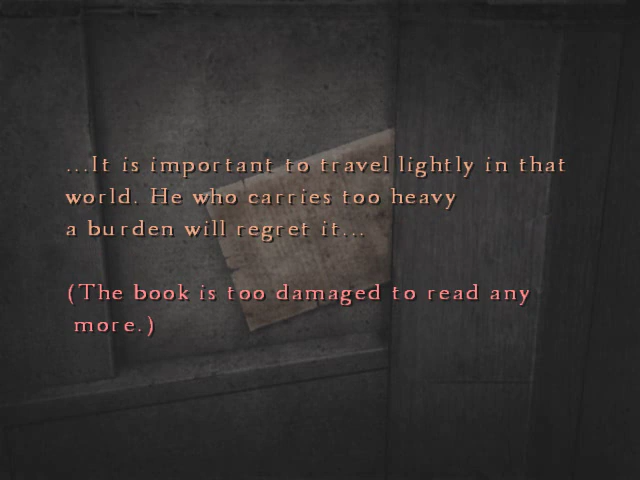 ...It is important to travel lightly in that
world. He who carries too heavy
a burden will regret it...
(The book is too damaged to read any
more.)